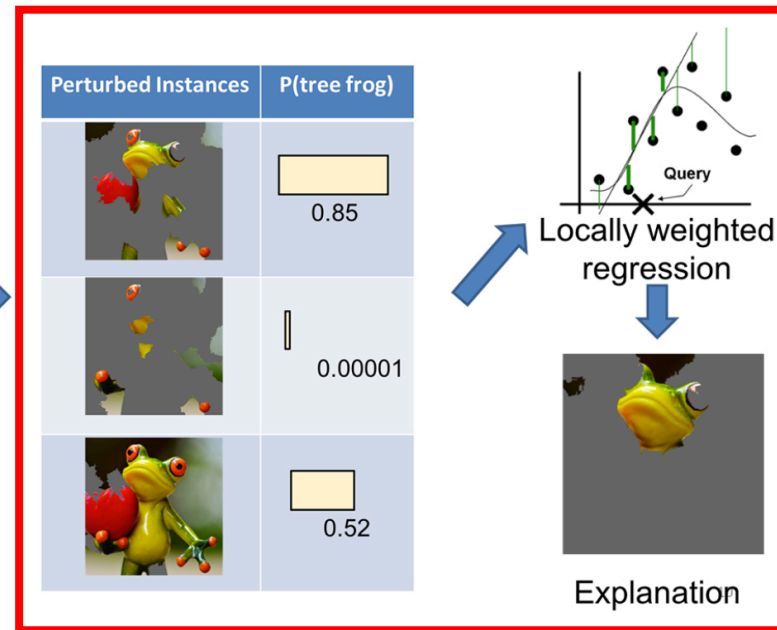 Perturbed Instances P(tree frog)
0.85
0.00001
0.52
Query
Locally weighted
regression
Explanation